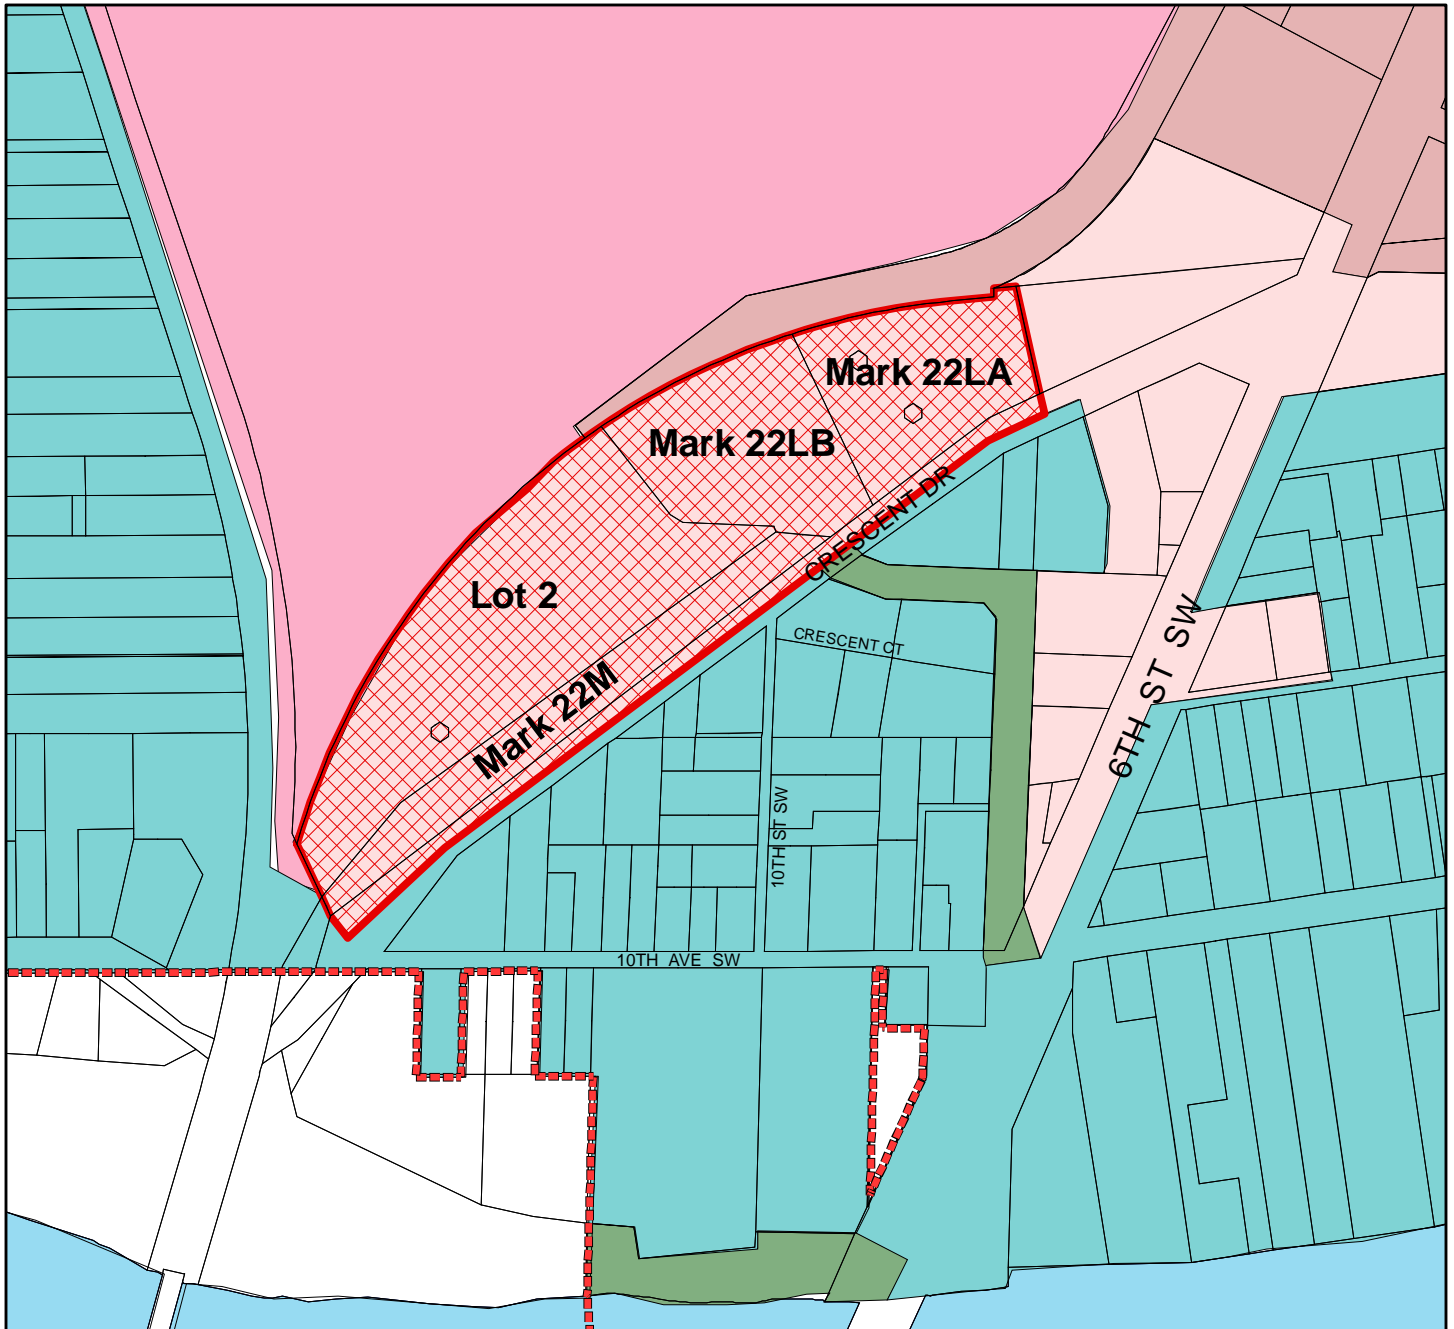 Mark 22LA
Mark 22LB
CRESCENT DR
Lot 2
6TH ST SW
CRESCENT CT
Mark 22M
10TH ST SW
10TH AVE SW